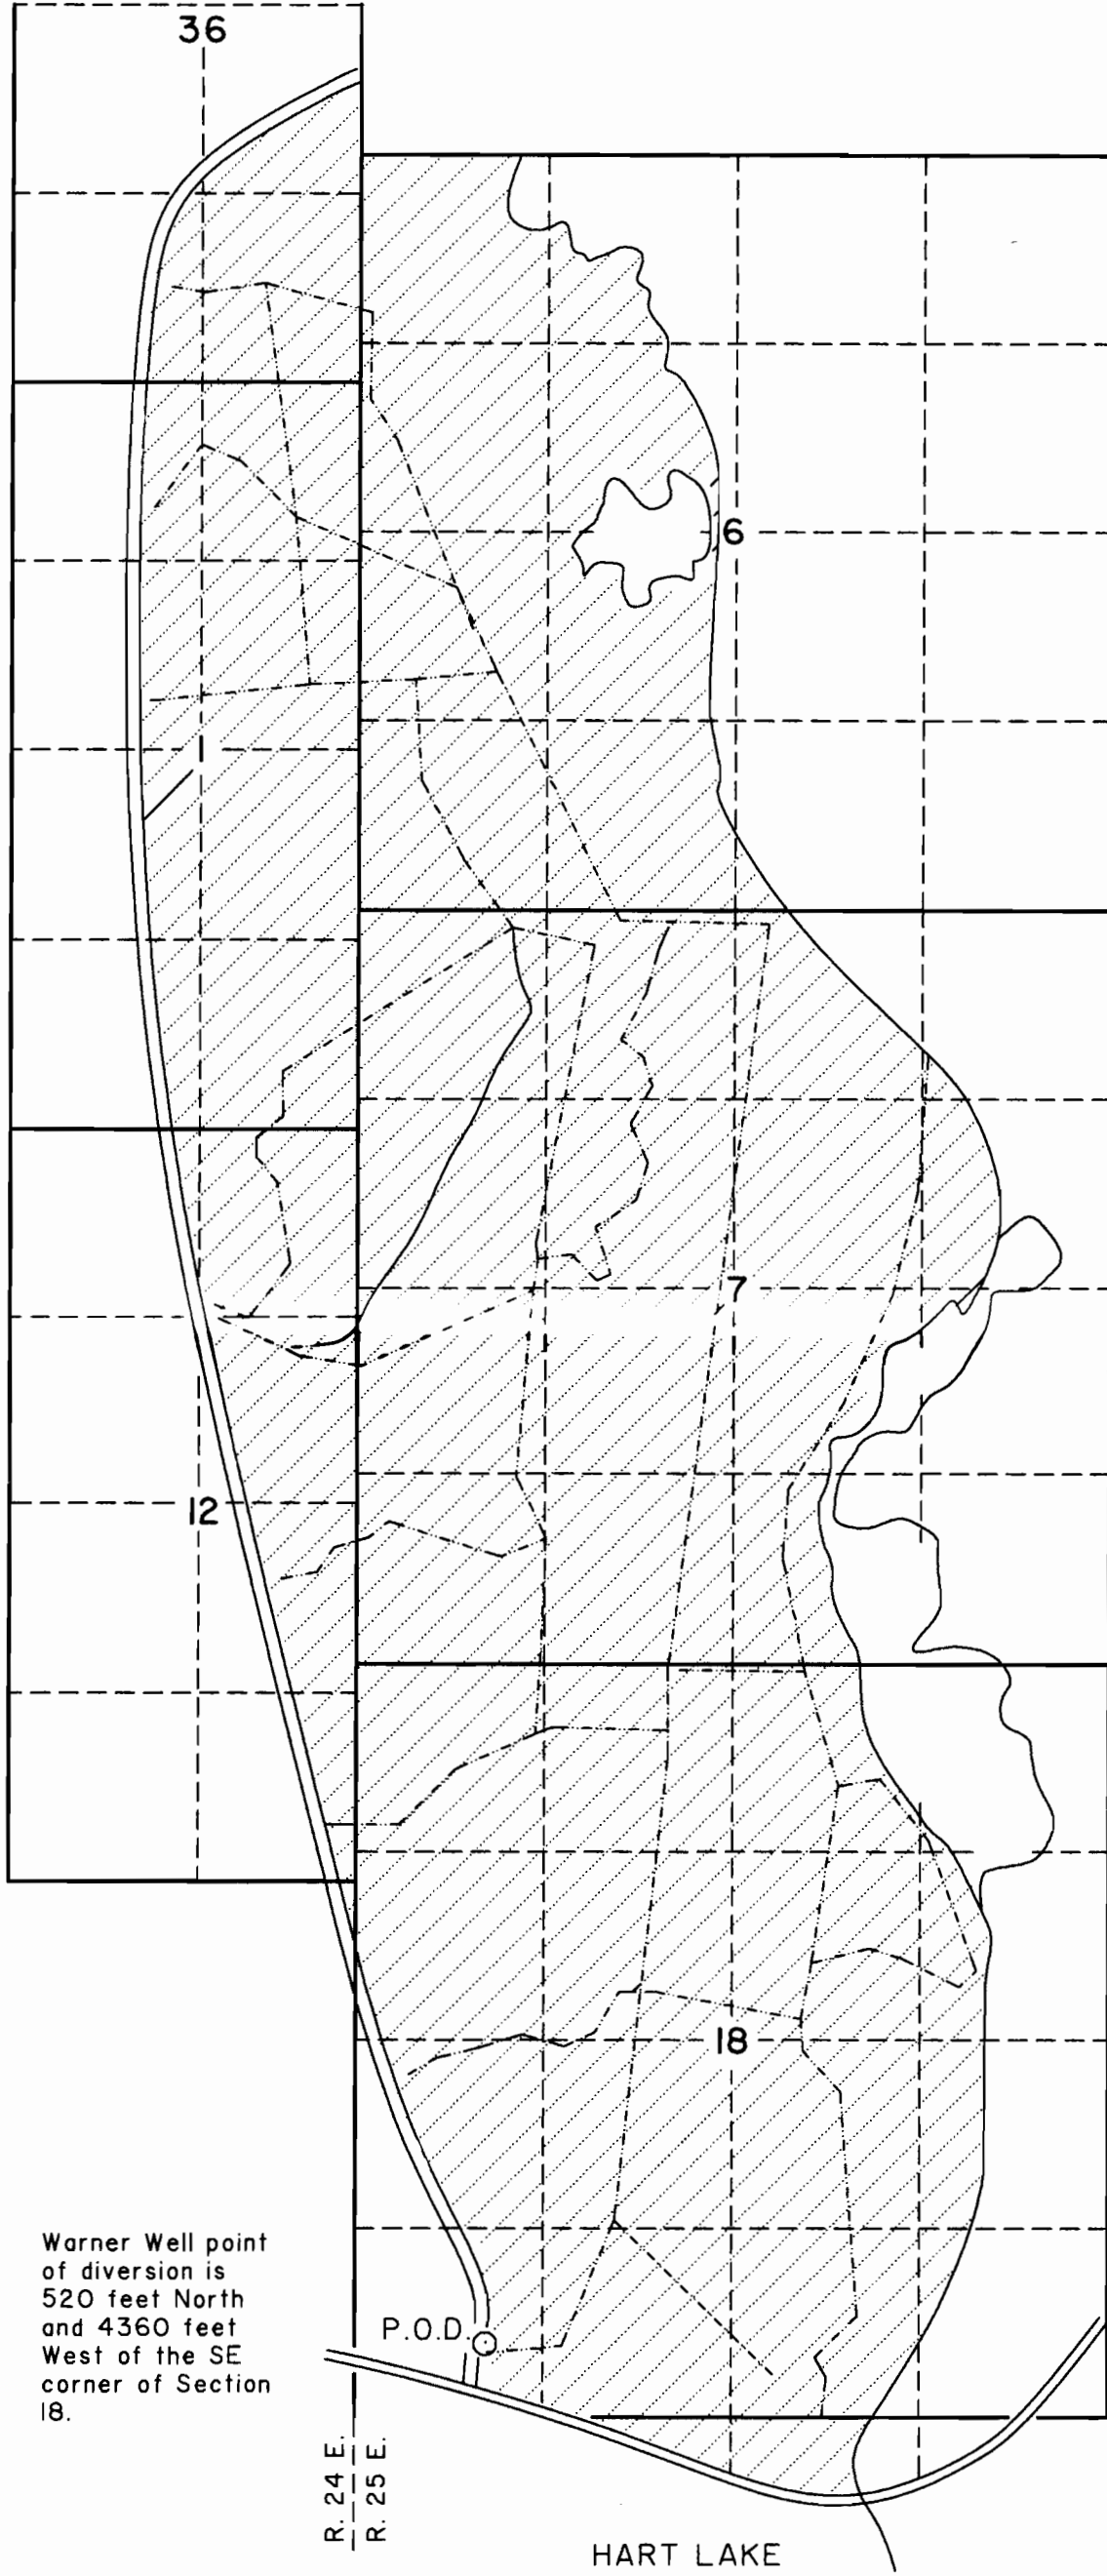 36
6
1
7
12
18
Warner Well point
of diversion is
520 feet North
and 4360 feet
West of the SE
corner of Section
18.
P.O.D.
R. 24 E.
R. 25 E.
HART LAKE